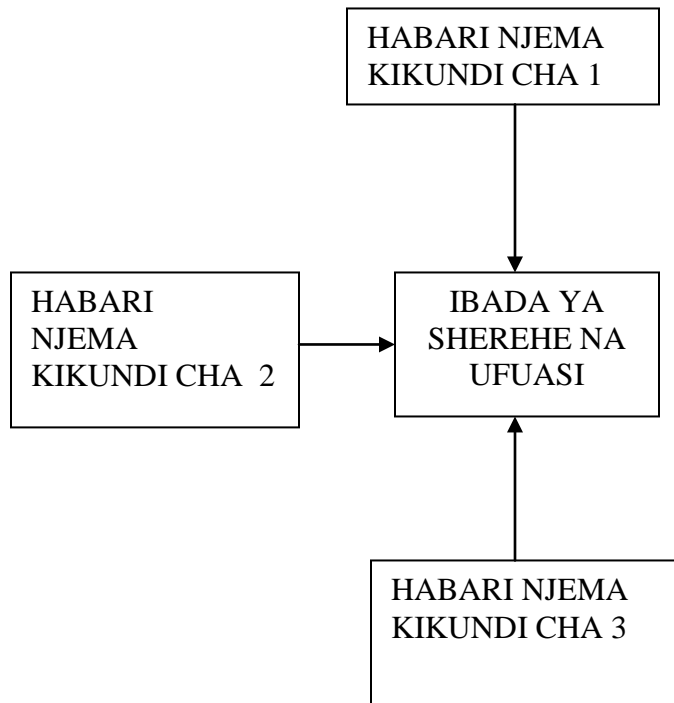 HABARI NJEMA
KIKUNDI CHA 1
HABARI
NJEMA
KIKUNDI CHA 2
IBADA YA
SHEREHE NA
UFUASI
HABARI NJEMA
KIKUNDI CHA 3